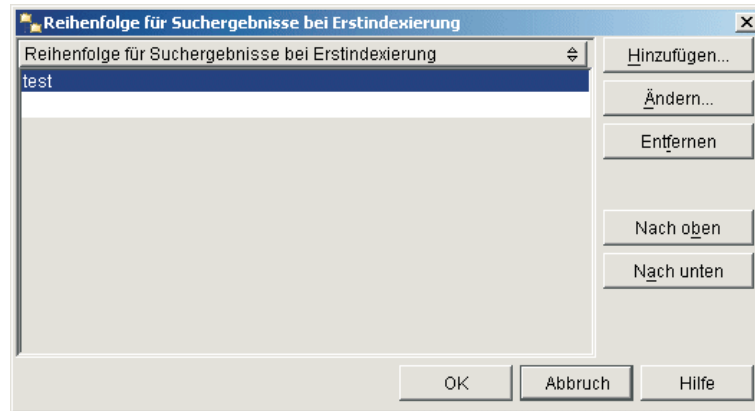 Reihenfolge für Suchergebnisse bei Erstindexierung
Reihenfolge für Suchergebnisse bei Erstindexierung
test
Hinzufügen...
Ändern...
Entfernen
Nach oben
Nach unten
OK
Abbruch
Hilfe